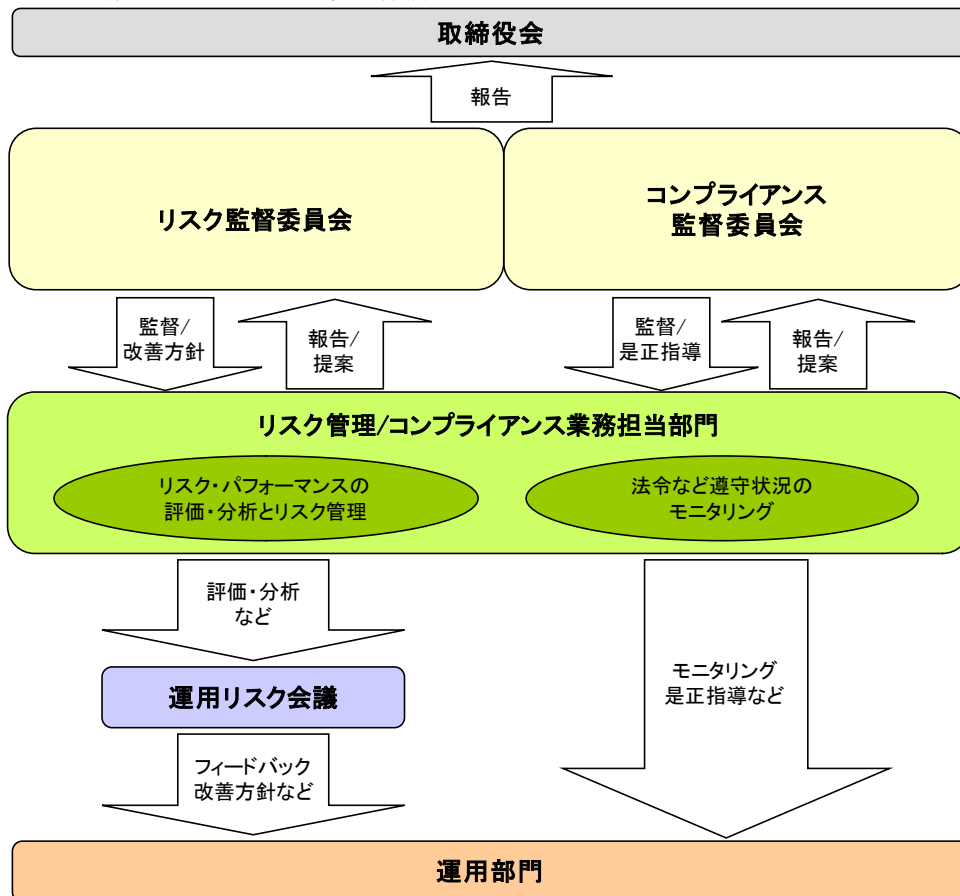 取締役会
報告
リスク監督委員会
コンプライアンス
監督委員会
監督/
改善方針
報告/
提案
監督/
是正指導
報告/
提案
リスク管理/コンプライアンス業務担当部門
リスク・パフォーマンスの
評価・分析とリスク管理
法令など遵守状況の
モニタリング
評価・分析
など
運用リスク会議
フィードバック
改善方針など
モニタリング
是正指導など
運用部門